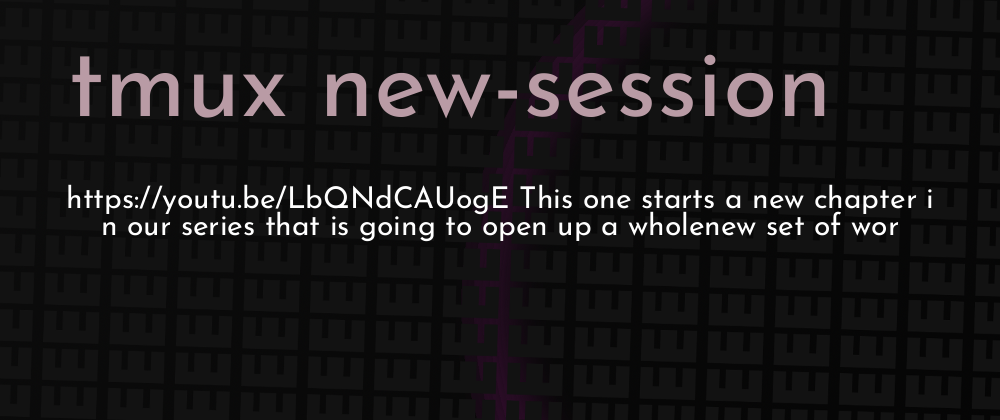 tmux new-session
https://youtu.be/LbQNdCAUogE This one starts a new chapter i
n our series that is going to open up a wholenew set of wor